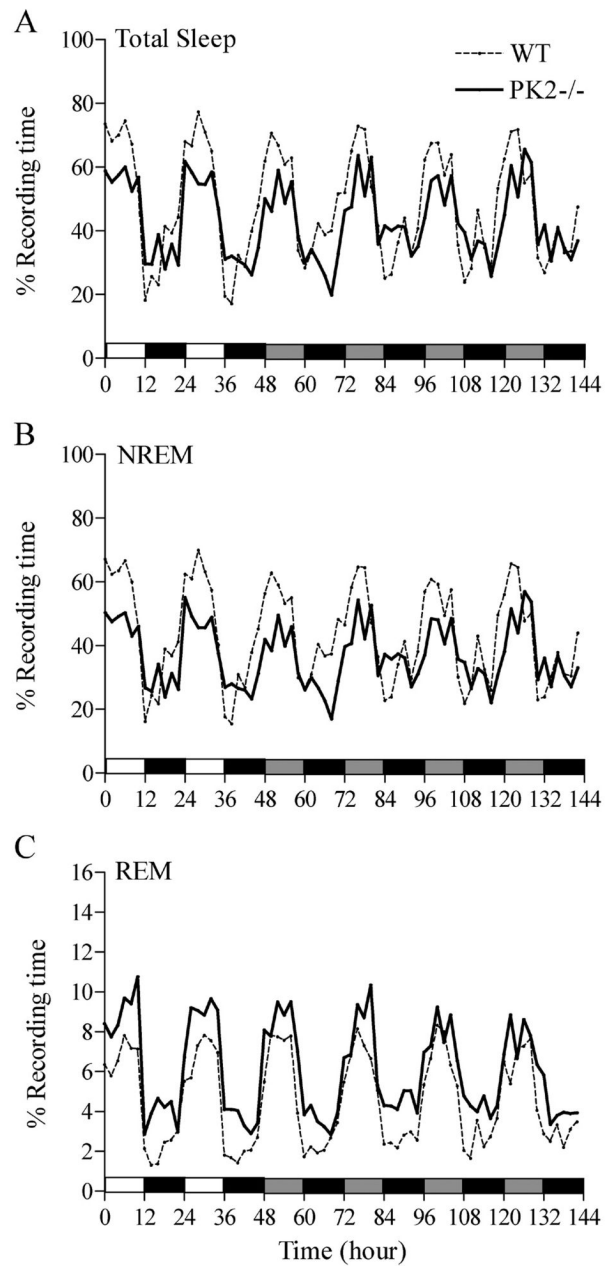 A
Total Sleep
WT
PK2-/-
% Recording time
100
80
60
40
20
0
0 12 24 36 48 60 72 84 96 108 120 132 144
B
NREM
% Recording time
100
80
60
40
20
0
0 12 24 36 48 60 72 84 96 108 120 132 144
C
REM
% Recording time
16
14
12
10
8
6
4
2
0
0 12 24 36 48 60 72 84 96 108 120 132 144
Time (hour)